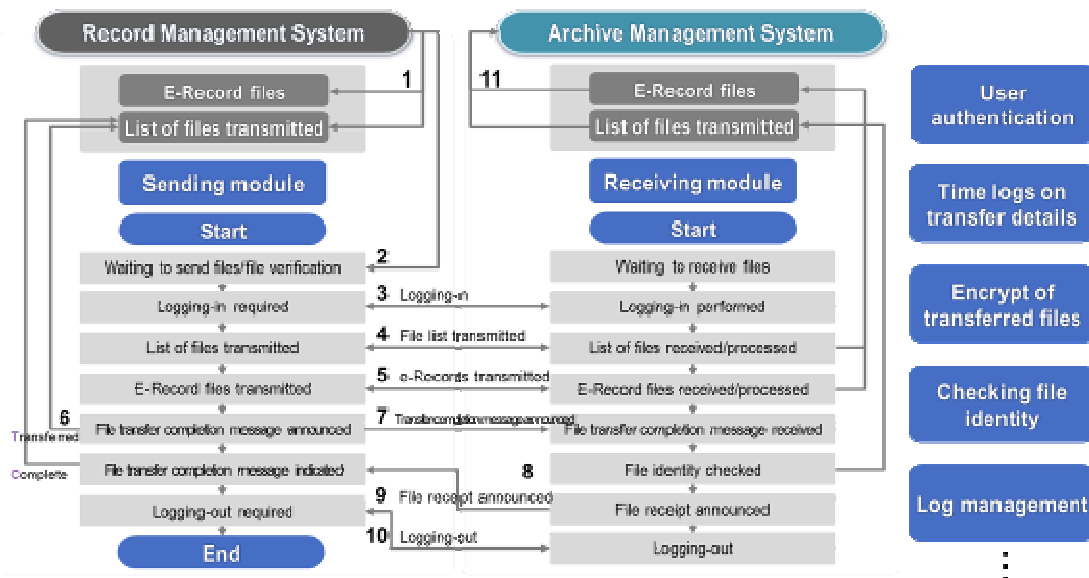 Record Management System
1
E-Record files
List of files transmitted
Sending module
Start
2
Waiting to send files/file verification
Logging-in required
List of files transmitted
E-Record files transmitted
6
Transferred
File transfer completion message announced
Complette
File transfer completion message indicated
Logging-out required
End
3
Logging-in
4
File list transmitted
5
e-Records transmitted
7
Transfer completion message announced
8
9
File receipt announced
10
Logging-out
Archive Management System
11
E-Record files
List of files transmitted
Receiving module
Start
Waiting to receive files
Logging-in performed
List of files received/processed
E-Record files received/processed
File transfer completion message received
File identity checked
File receipt announced
Logging-out
User
authentication
Time logs on
transfer details
Encrypt of
transferred files
Checking file
identity
Log management